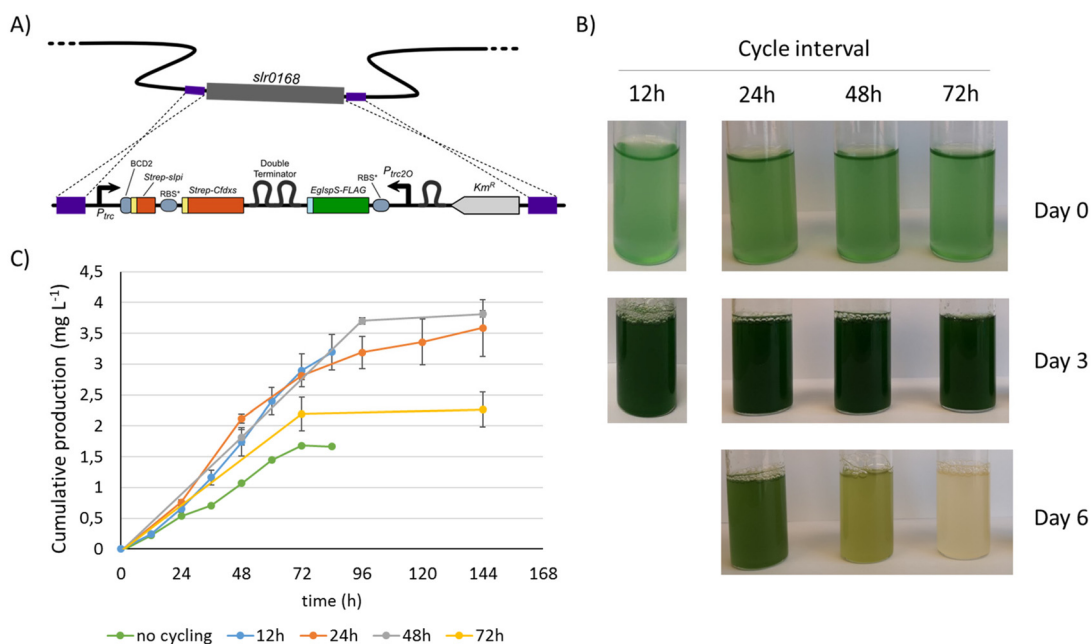 A)
slr0168
BCD2
Strep-sIpi
RBS*
Strep-Cfdxs
Double
Terminator
EgIspS-FLAG
RBS*
Ptrc2O
KmR
Ptrc
B)
Cycle interval
12h 24h 48h 72h
Day 0
Day 3
Day 6
C)
Cumulative production (mg L-1)
4,5
4
3,5
3
2,5
2
1,5
1
0,5
0
0 24 48 72 96 120 144 168
time (h)
no cycling 12h 24h 48h 72h